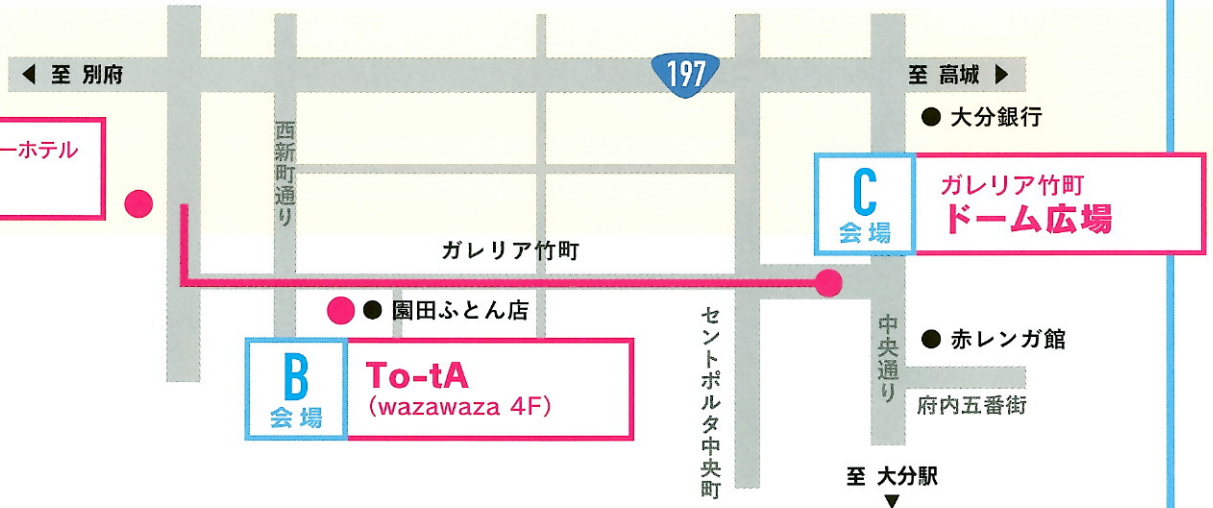 至 別府
197
至 高城
大分銀行
ーホテル
西新町通り
C
会場
ガレリア竹町
ドーム広場
ガレリア竹町
園田ふとん店
B
会場
To-tA
(wazawaza 4F)
セントポルタ中央町
中央通り
赤レンガ館
府内五番街
至 大分駅